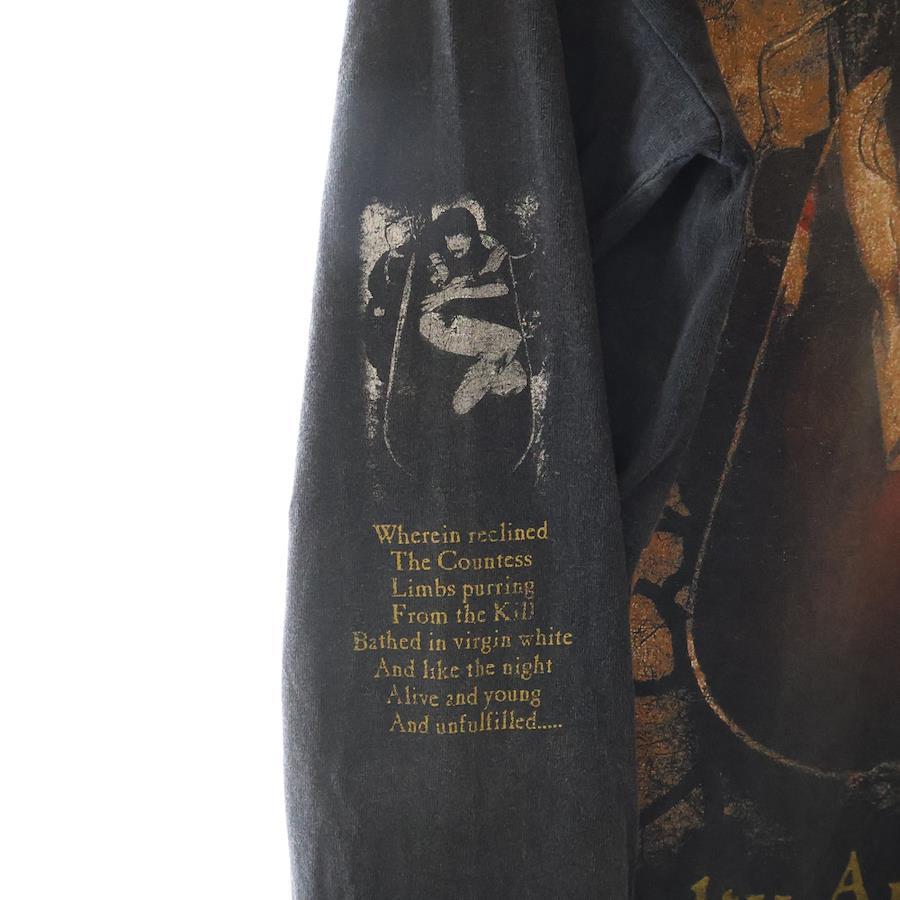 Wherein reclined
The Countess
Limbs purring
From the Kill
Bathed in virgin white
And like the night
Alive and young
And unfulfilled.....